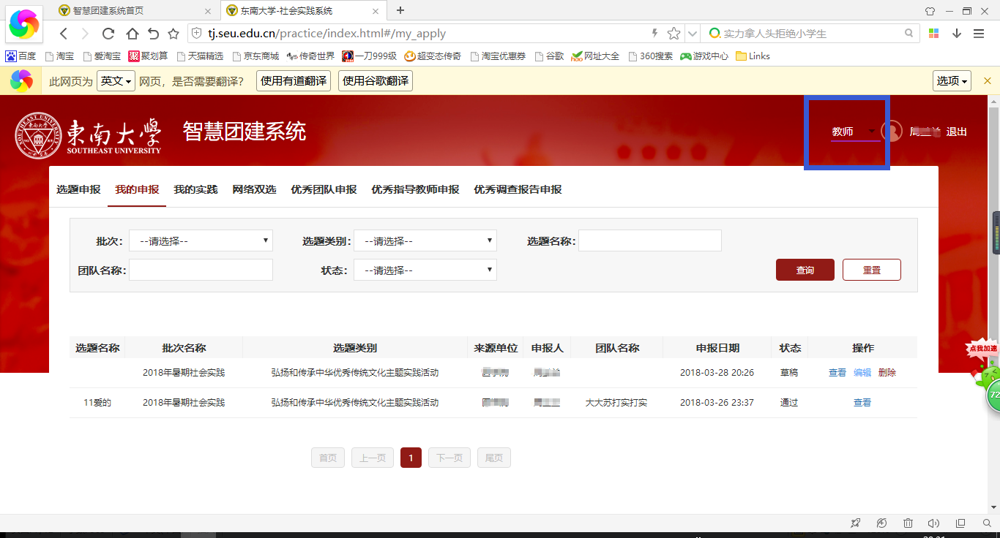 智慧团建系统首页
东南大学-社会实践系统
tj.seu.edu.cn/practice/index.html#/my_apply
实力拿人头拒绝小学生
百度 淘宝 爱淘宝 聚划算 天猫精选 京东商城 传奇世界 一刀999级 超变态传奇 淘宝优惠券 谷歌 网址大全 360搜索 游戏中心 Links
此网页为 英文 网页，是否需要翻译？ 使用有道翻译 使用谷歌翻译 选项
東南大學
SOUTHEAST UNIVERSITY
智慧团建系统
教师 退出
选题申报 我的申报 我的实践 网络双选 优秀团队申报 优秀指导教师申报 优秀调查报告申报
批次： --请选择-- 选题类别： --请选择-- 选题名称：
团队名称： 状态： --请选择-- 查询 重置
选题名称 批次名称 选题类别 来源单位 申报人 团队名称 申报日期 状态 操作
2018年暑期社会实践 弘扬和传承中华优秀传统文化主题实践活动 2018-03-28 20:26 草稿 查看 编辑 删除
11爱的 2018年暑期社会实践 弘扬和传承中华优秀传统文化主题实践活动 大大苏打实打实 2018-03-26 23:37 通过 查看
首页 上一页 1 下一页 尾页
点我加速
72